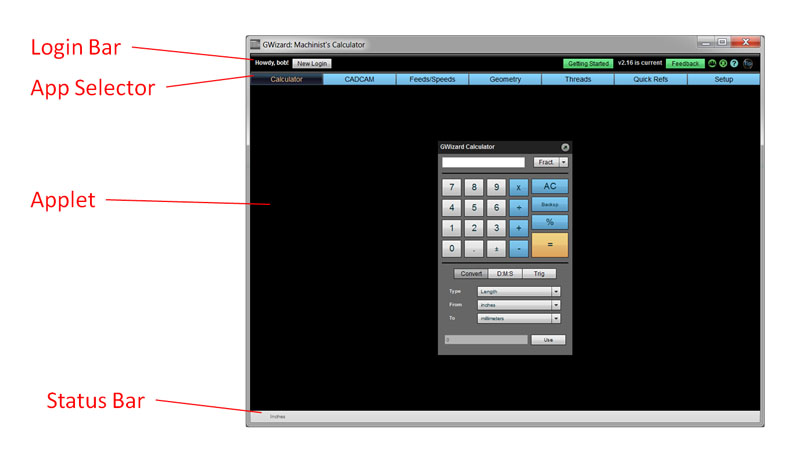 GWizard: Machinist's Calculator
Login Bar
Howdy, bob! New Login Getting Started v2.16 is current Feedback
App Selector
Calculator CADCAM Feeds/Speeds Geometry Threads Quick Refs Setup
GWizard Calculator
Fract.
7 8 9 x AC
4 5 6 ÷ Backup
1 2 3 + %
0 . ± - =
Applet
Convert D:M:S Trig
Type Length
From inches
To millimeters
Use
Status Bar
Inches